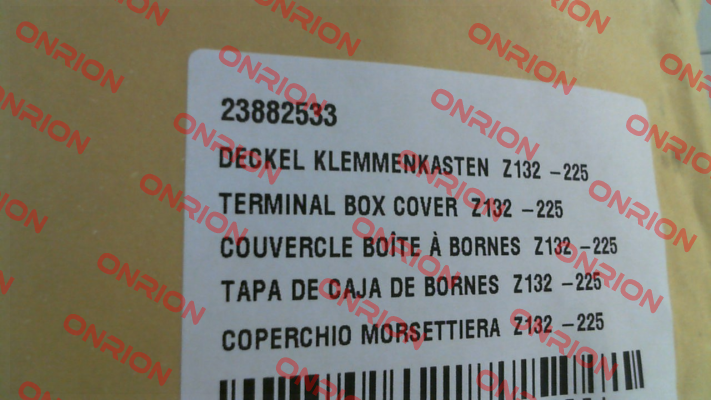 23882533
DECKEL KLEMMENKASTEN Z132 -225
TERMINAL BOX COVER Z132 -225
COUVERCLE BOÎTE À BORNES Z132 -225
TAPA DE CAJA DE BORNES Z132 -225
COPERCHIO MORSETTIERA Z132 -225
ONRION